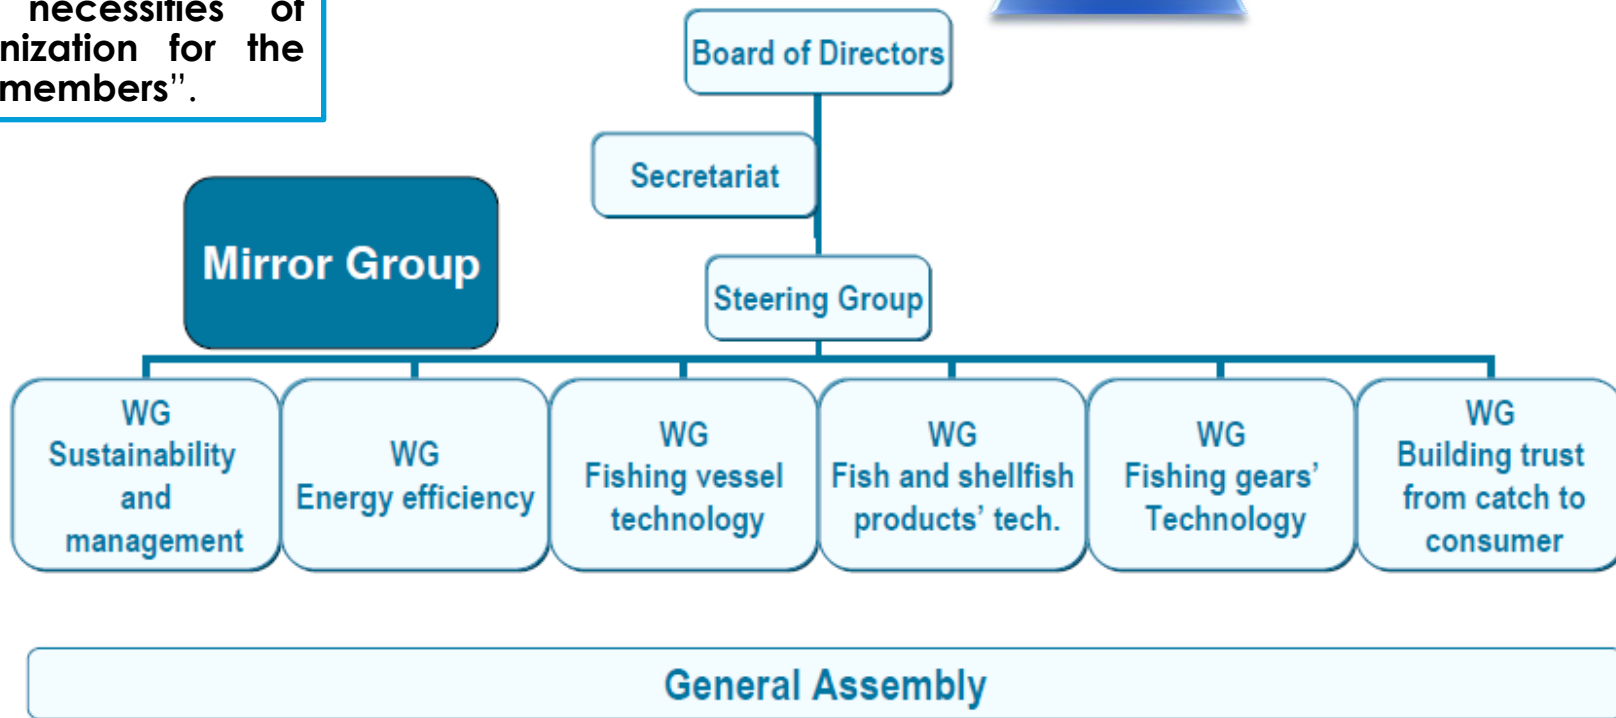 necessities of
nization for the
members”.
Board of Directors
Secretariat
Mirror Group
Steering Group
WG
Sustainability
and
management
WG
Energy efficiency
WG
Fishing vessel
technology
WG
Fish and shellfish
products’ tech.
WG
Fishing gears’
Technology
WG
Building trust
from catch to
consumer
General Assembly